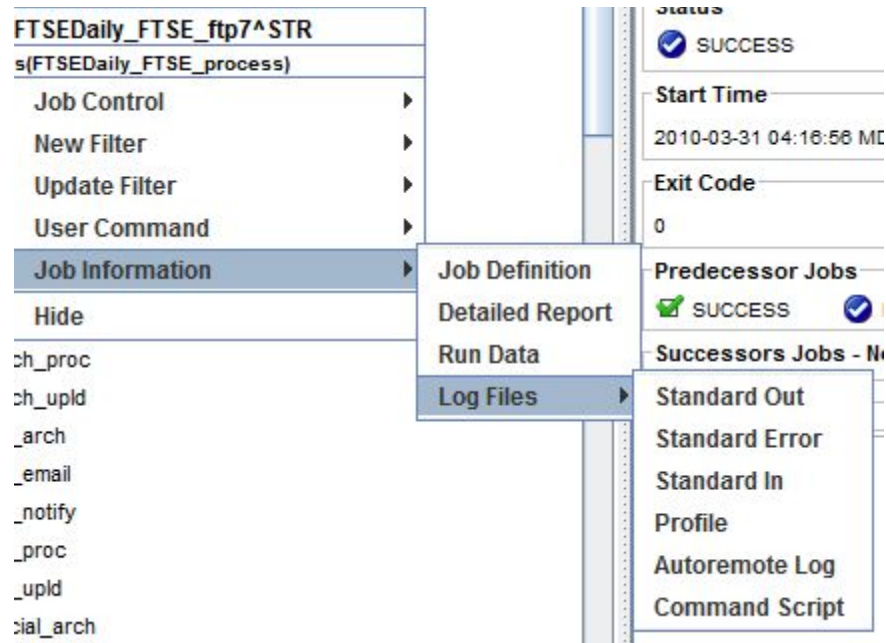 FTSEDaily_FTSE_ftp7^STR
s(FTSEDaily_FTSE_process)
Job Control
New Filter
Update Filter
User Command
Job Information
Hide
ch_proc
ch_upld
_arch
_email
_notify
_proc
_upld
cial_arch
Job Definition
Detailed Report
Run Data
Log Files
Standard Out
Standard Error
Standard In
Profile
Autoremote Log
Command Script
Status
SUCCESS
Start Time
2010-03-31 04:16:56 MD
Exit Code
0
Predecessor Jobs
SUCCESS
Successors Jobs - N